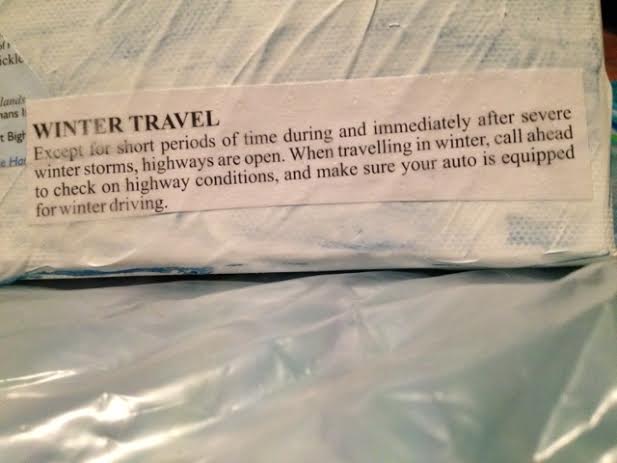 ickle
lands
WINTER TRAVEL
Except for short periods of time during and immediately after severe
winter storms, highways are open. When travelling in winter, call ahead
to check on highway conditions, and make sure your auto is equipped
for winter driving.